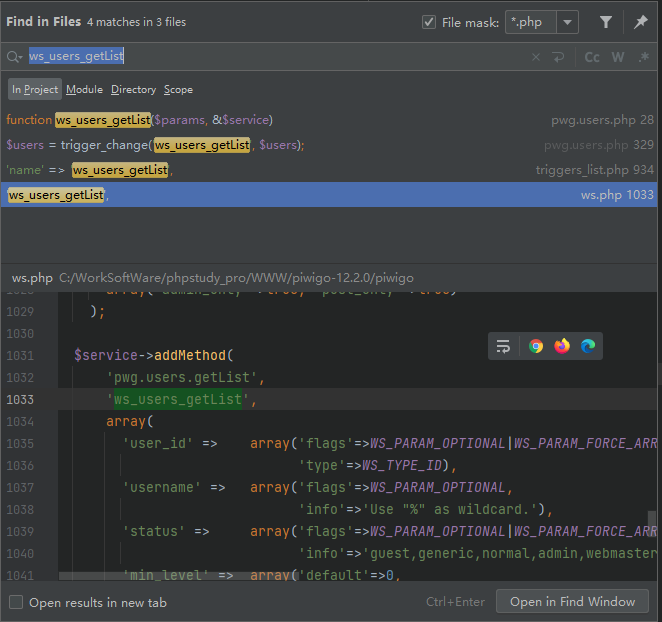 Find in Files 4 matches in 3 files File mask: *.php
ws_users_getList Cc W .*
In Project Module Directory Scope
function ws_users_getList($params, &$service) pwg.users.php 28
$users = trigger_change('ws_users_getList', $users); pwg.users.php 329
'name' => 'ws_users_getList', triggers_list.php 934
'ws_users_getList', ws.php 1033
ws.php C:/WorkSoftWare/phpstudy_pro/WWW/piwigo-12.2.0/piwigo
1029 );
1030
1031 $service->addMethod(
1032 'pwg.users.getList',
1033 'ws_users_getList',
1034 array(
1035 'user_id' => array('flags'=>WS_PARAM_OPTIONAL|WS_PARAM_FORCE_ARR
1036 'type'=>WS_TYPE_ID),
1037 'username' => array('flags'=>WS_PARAM_OPTIONAL,
1038 'info'=>'Use "%" as wildcard.'),
1039 'status' => array('flags'=>WS_PARAM_OPTIONAL|WS_PARAM_FORCE_ARR
1040 'info'=>'guest,generic,normal,admin,webmaster
1041 'min_level' => array('default'=>0,
Open results in new tab Ctrl+Enter Open in Find Window